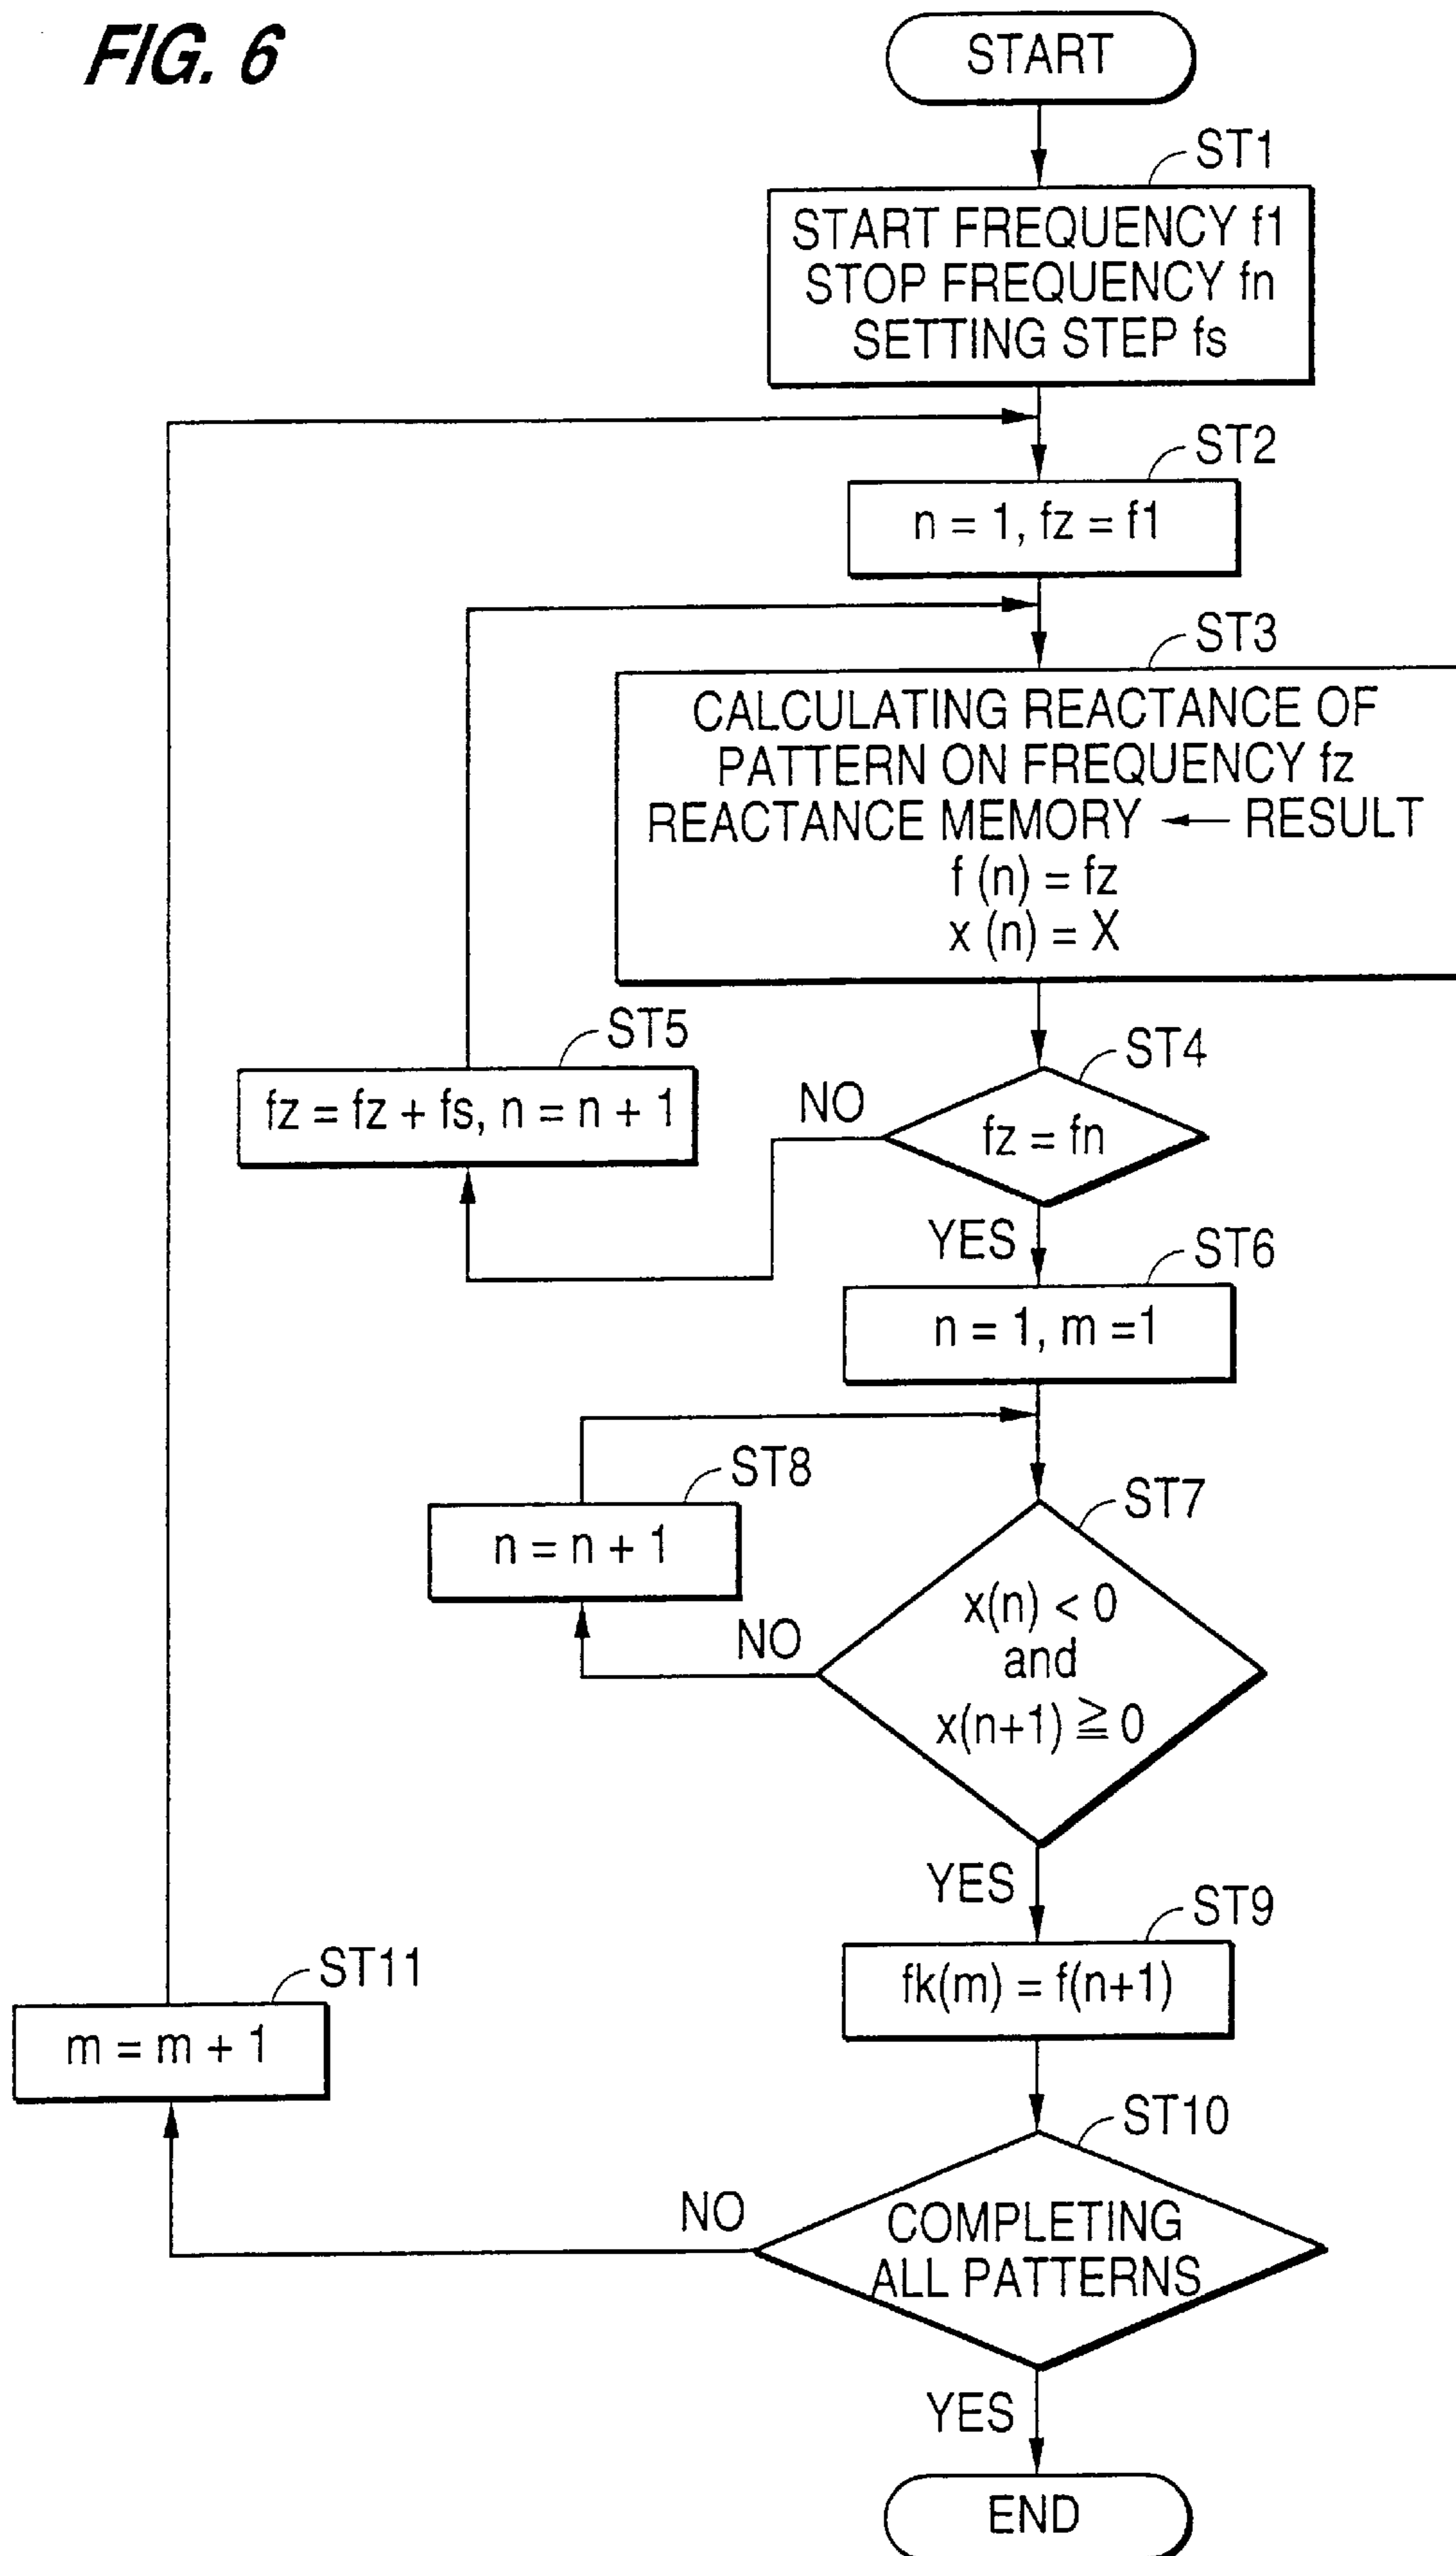 FIG. 6
START
ST1
START FREQUENCY f1
STOP FREQUENCY fn
SETTING STEP fs
ST2
n = 1, fz = f1
ST3
CALCULATING REACTANCE OF
PATTERN ON FREQUENCY fz
REACTANCE MEMORY ← RESULT
f (n) = fz
x (n) = X
ST5
fz = fz + fs, n = n + 1
ST4
NO
fz = fn
YES
ST6
n = 1, m =1
ST8
n = n + 1
ST7
NO
x(n) < 0
and
x(n+1) ≧ 0
YES
ST9
fk(m) = f(n+1)
ST11
m = m + 1
ST10
NO
COMPLETING
ALL PATTERNS
YES
END